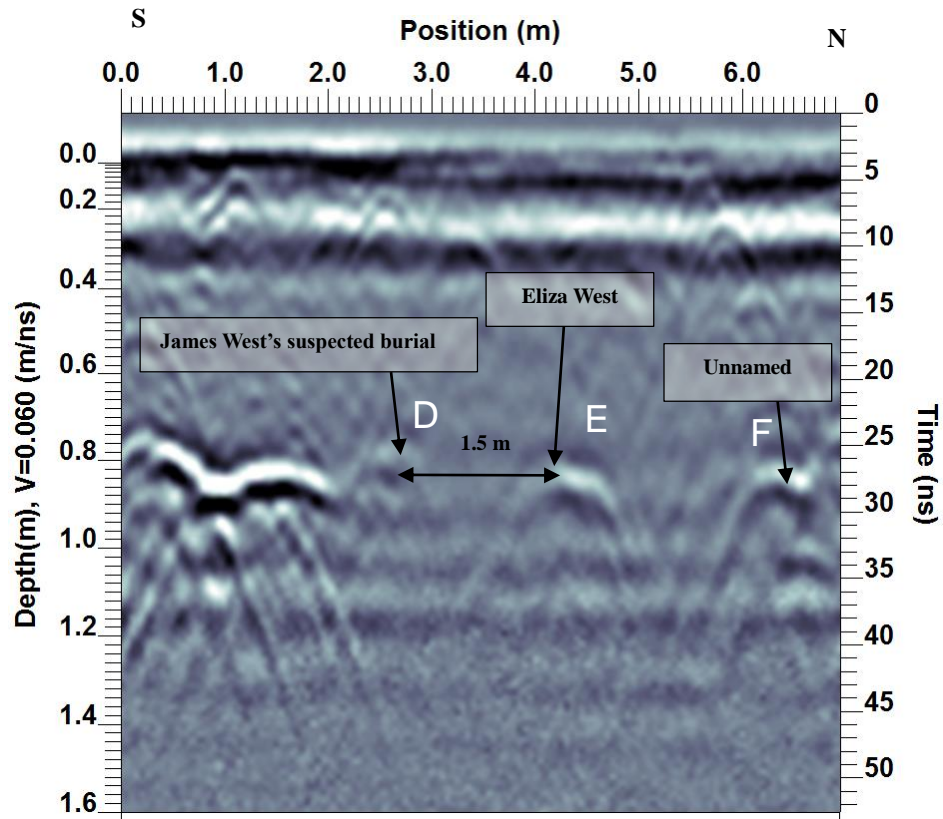 S
Position (m)
N
0.0 1.0 2.0 3.0 4.0 5.0 6.0
0
0.0
5
0.2
10
Eliza West
0.4
15
James West's suspected burial
Unnamed
0.6
20
D
E
F
1.5 m
0.8
25
30
1.0
35
1.2
40
1.4
45
50
1.6
Depth(m), V=0.060 (m/ns)
Time (ns)